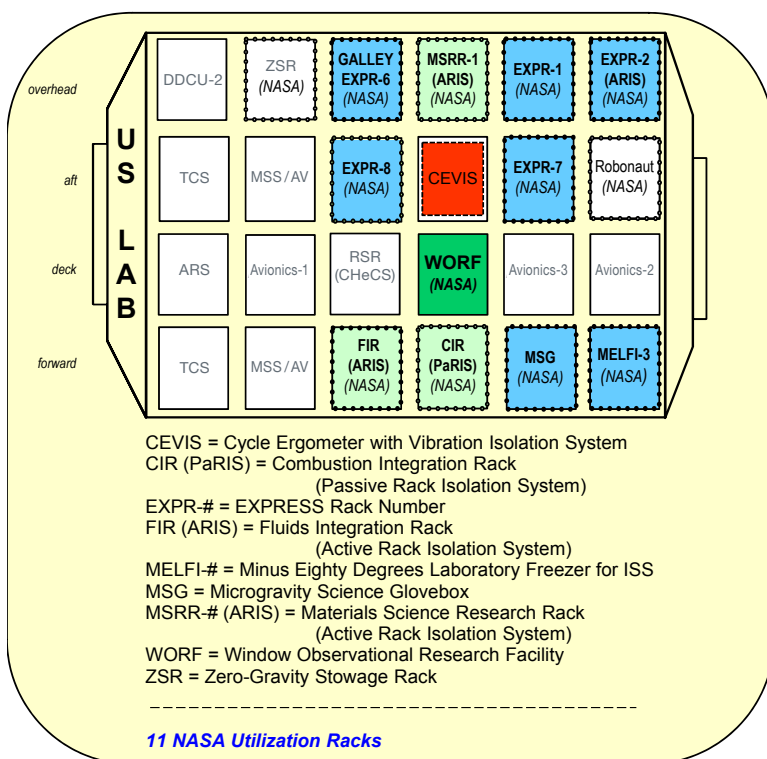 overhead
DDCU-2
ZSR
(NASA)
GALLEY
EXPR-6
(NASA)
MSRR-1
(ARIS)
(NASA)
EXPR-1
(NASA)
EXPR-2
(ARIS)
(NASA)
US LAB
aft
TCS
MSS/AV
EXPR-8
(NASA)
CEVIS
EXPR-7
(NASA)
Robonaut
(NASA)
deck
ARS
Avionics-1
RSR
(CHeCS)
WORF
(NASA)
Avionics-3
Avionics-2
forward
TCS
MSS/AV
FIR
(ARIS)
(NASA)
CIR
(PaRIS)
(NASA)
MSG
(NASA)
MELFI-3
(NASA)
CEVIS = Cycle Ergometer with Vibration Isolation System
CIR (PaRIS) = Combustion Integration Rack
(Passive Rack Isolation System)
EXPR-# = EXPRESS Rack Number
FIR (ARIS) = Fluids Integration Rack
(Active Rack Isolation System)
MELFI-# = Minus Eighty Degrees Laboratory Freezer for ISS
MSG = Microgravity Science Glovebox
MSRR-# (ARIS) = Materials Science Research Rack
(Active Rack Isolation System)
WORF = Window Observational Research Facility
ZSR = Zero-Gravity Stowage Rack
11 NASA Utilization Racks